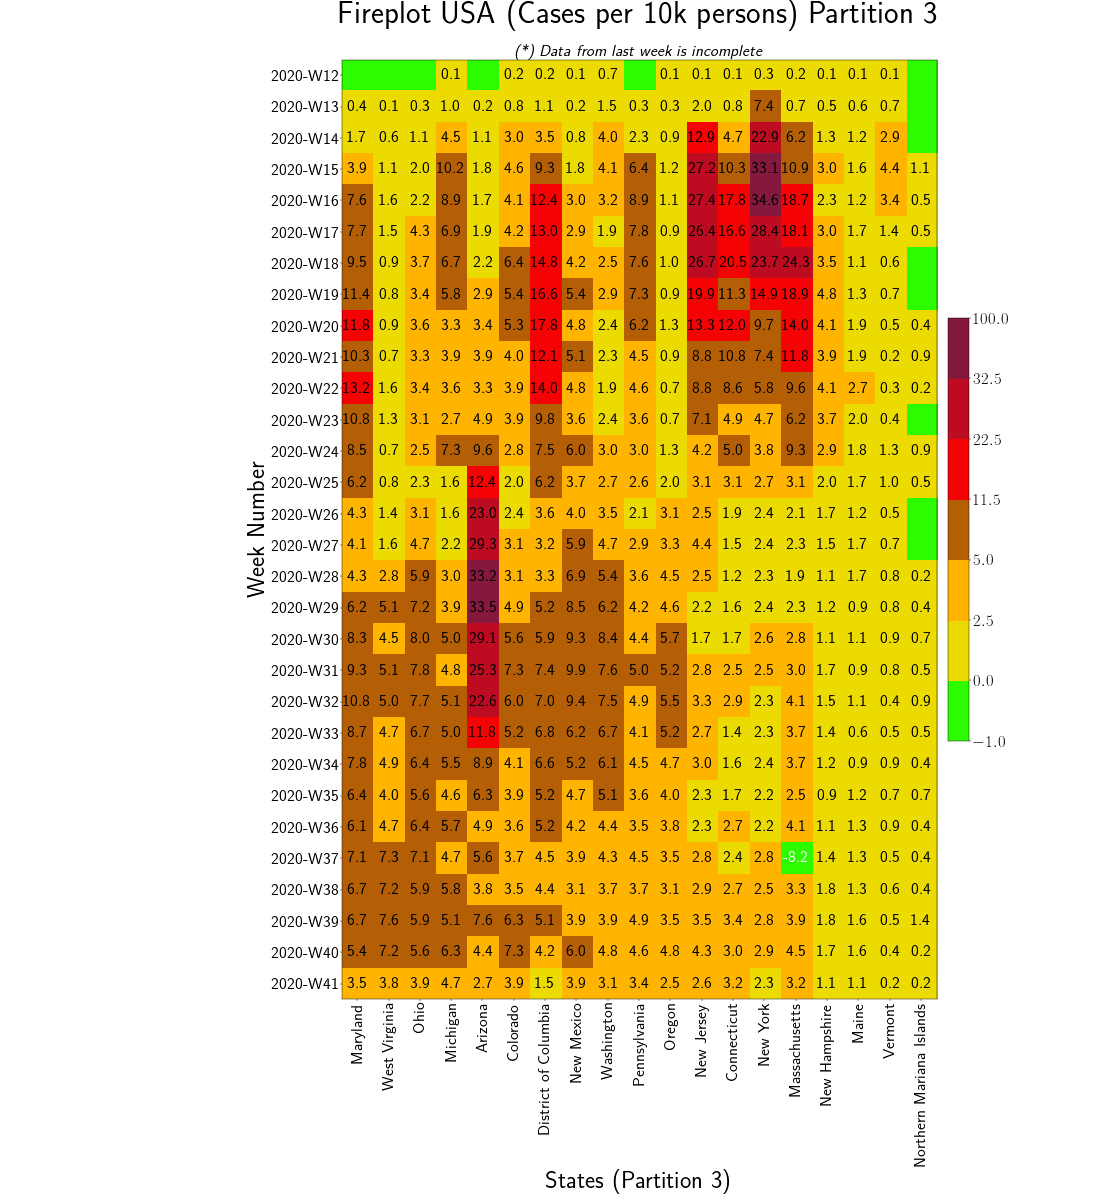 Fireplot USA (Cases per 10k persons) Partition 3
(*) Data from last week is incomplete
2020-W12 0.1 0.2 0.2 0.1 0.7 0.1 0.1 0.1 0.3 0.2 0.1 0.1 0.1
2020-W13 0.4 0.1 0.3 1.0 0.2 0.8 1.1 0.2 1.5 0.3 0.3 2.0 0.8 7.4 0.7 0.5 0.6 0.7
2020-W14 1.7 0.6 1.1 4.5 1.1 3.0 3.5 0.8 4.0 2.3 0.9 12.9 4.7 22.9 6.2 1.3 1.2 2.9
2020-W15 3.9 1.1 2.0 10.2 1.8 4.6 9.3 1.8 4.1 6.4 1.2 27.2 10.3 33.1 10.9 3.0 1.6 4.4 1.1
2020-W16 7.6 1.6 2.2 8.9 1.7 4.1 12.4 3.0 3.2 8.9 1.1 27.4 17.8 34.6 18.7 2.3 1.2 3.4 0.5
2020-W17 7.7 1.5 4.3 6.9 1.9 4.2 13.0 2.9 1.9 7.8 0.9 26.4 16.6 28.4 18.1 3.0 1.7 1.4 0.5
2020-W18 9.5 0.9 3.7 6.7 2.2 6.4 14.8 4.2 2.5 7.6 1.0 26.7 20.5 23.7 24.3 3.5 1.1 0.6
2020-W19 11.4 0.8 3.4 5.8 2.9 5.4 16.6 5.4 2.9 7.3 0.9 19.9 11.3 14.9 18.9 4.8 1.3 0.7
2020-W20 11.8 0.9 3.6 3.3 3.4 5.3 17.8 4.8 2.4 6.2 1.3 13.3 12.0 9.7 14.0 4.1 1.9 0.5 0.4
2020-W21 10.3 0.7 3.3 3.9 3.9 4.0 12.1 5.1 2.3 4.5 0.9 8.8 10.8 7.4 11.8 3.9 1.9 0.2 0.9
2020-W22 13.2 1.6 3.4 3.6 3.3 3.9 14.0 4.8 1.9 4.6 0.7 8.8 8.6 5.8 9.6 4.1 2.7 0.3 0.2
2020-W23 10.8 1.3 3.1 2.7 4.9 3.9 9.8 3.6 2.4 3.6 0.7 7.1 4.9 4.7 6.2 3.7 2.0 0.4
2020-W24 8.5 0.7 2.5 7.3 9.6 2.8 7.5 6.0 3.0 3.0 1.3 4.2 5.0 3.8 9.3 2.9 1.8 1.3 0.9
2020-W25 6.2 0.8 2.3 1.6 12.4 2.0 6.2 3.7 2.7 2.6 2.0 3.1 3.1 2.7 3.1 2.0 1.7 1.0 0.5
2020-W26 4.3 1.4 3.1 1.6 23.0 2.4 3.6 4.0 3.5 2.1 3.1 2.5 1.9 2.4 2.1 1.7 1.2 0.5
2020-W27 4.1 1.6 4.7 2.2 29.3 3.1 3.2 5.9 4.7 2.9 3.3 4.4 1.5 2.4 2.3 1.5 1.7 0.7
2020-W28 4.3 2.8 5.9 3.0 33.2 3.1 3.3 6.9 5.4 3.6 4.5 2.5 1.2 2.3 1.9 1.1 1.7 0.8 0.2
2020-W29 6.2 5.1 7.2 3.9 33.5 4.9 5.2 8.5 6.2 4.2 4.6 2.2 1.6 2.4 2.3 1.2 0.9 0.8 0.4
2020-W30 8.3 4.5 8.0 5.0 29.1 5.6 5.9 9.3 8.4 4.4 5.7 1.7 1.7 2.6 2.8 1.1 1.1 0.9 0.7
2020-W31 9.3 5.1 7.8 4.8 25.3 7.3 7.4 9.9 7.6 5.0 5.2 2.8 2.5 2.5 3.0 1.7 0.9 0.8 0.5
2020-W32 10.8 5.0 7.7 5.1 22.6 6.0 7.0 9.4 7.5 4.9 5.5 3.3 2.9 2.3 4.1 1.5 1.1 0.4 0.9
2020-W33 8.7 4.7 6.7 5.0 11.8 5.2 6.8 6.2 6.7 4.1 5.2 2.7 1.4 2.3 3.7 1.4 0.6 0.5 0.5
2020-W34 7.8 4.9 6.4 5.5 8.9 4.1 6.6 5.2 6.1 4.5 4.7 3.0 1.6 2.4 3.7 1.2 0.9 0.9 0.4
2020-W35 6.4 4.0 5.6 4.6 6.3 3.9 5.2 4.7 5.1 3.6 4.0 2.3 1.7 2.2 2.5 0.9 1.2 0.7 0.7
2020-W36 6.1 4.7 6.4 5.7 4.9 3.6 5.2 4.2 4.4 3.5 3.8 2.3 2.7 2.2 4.1 1.1 1.3 0.9 0.4
2020-W37 7.1 7.3 7.1 4.7 5.6 3.7 4.5 3.9 4.3 4.5 3.5 2.8 2.4 2.8 -8.2 1.4 1.3 0.5 0.4
2020-W38 6.7 7.2 5.9 5.8 3.8 3.5 4.4 3.1 3.7 3.7 3.1 2.9 2.7 2.5 3.3 1.8 1.3 0.6 0.4
2020-W39 6.7 7.6 5.9 5.1 7.6 6.3 5.1 3.9 3.9 4.9 3.5 3.5 3.4 2.8 3.9 1.8 1.6 0.5 1.4
2020-W40 5.4 7.2 5.6 6.3 4.4 7.3 4.2 6.0 4.8 4.6 4.8 4.3 3.0 2.9 4.5 1.7 1.6 0.4 0.2
2020-W41 3.5 3.8 3.9 4.7 2.7 3.9 1.5 3.9 3.1 3.4 2.5 2.6 3.2 2.3 3.2 1.1 1.1 0.2 0.2
Week Number
Maryland
West Virginia
Ohio
Michigan
Arizona
Colorado
District of Columbia
New Mexico
Washington
Pennsylvania
Oregon
New Jersey
Connecticut
New York
Massachusetts
New Hampshire
Maine
Vermont
Northern Mariana Islands
States (Partition 3)
100.0
32.5
22.5
11.5
5.0
2.5
0.0
−1.0